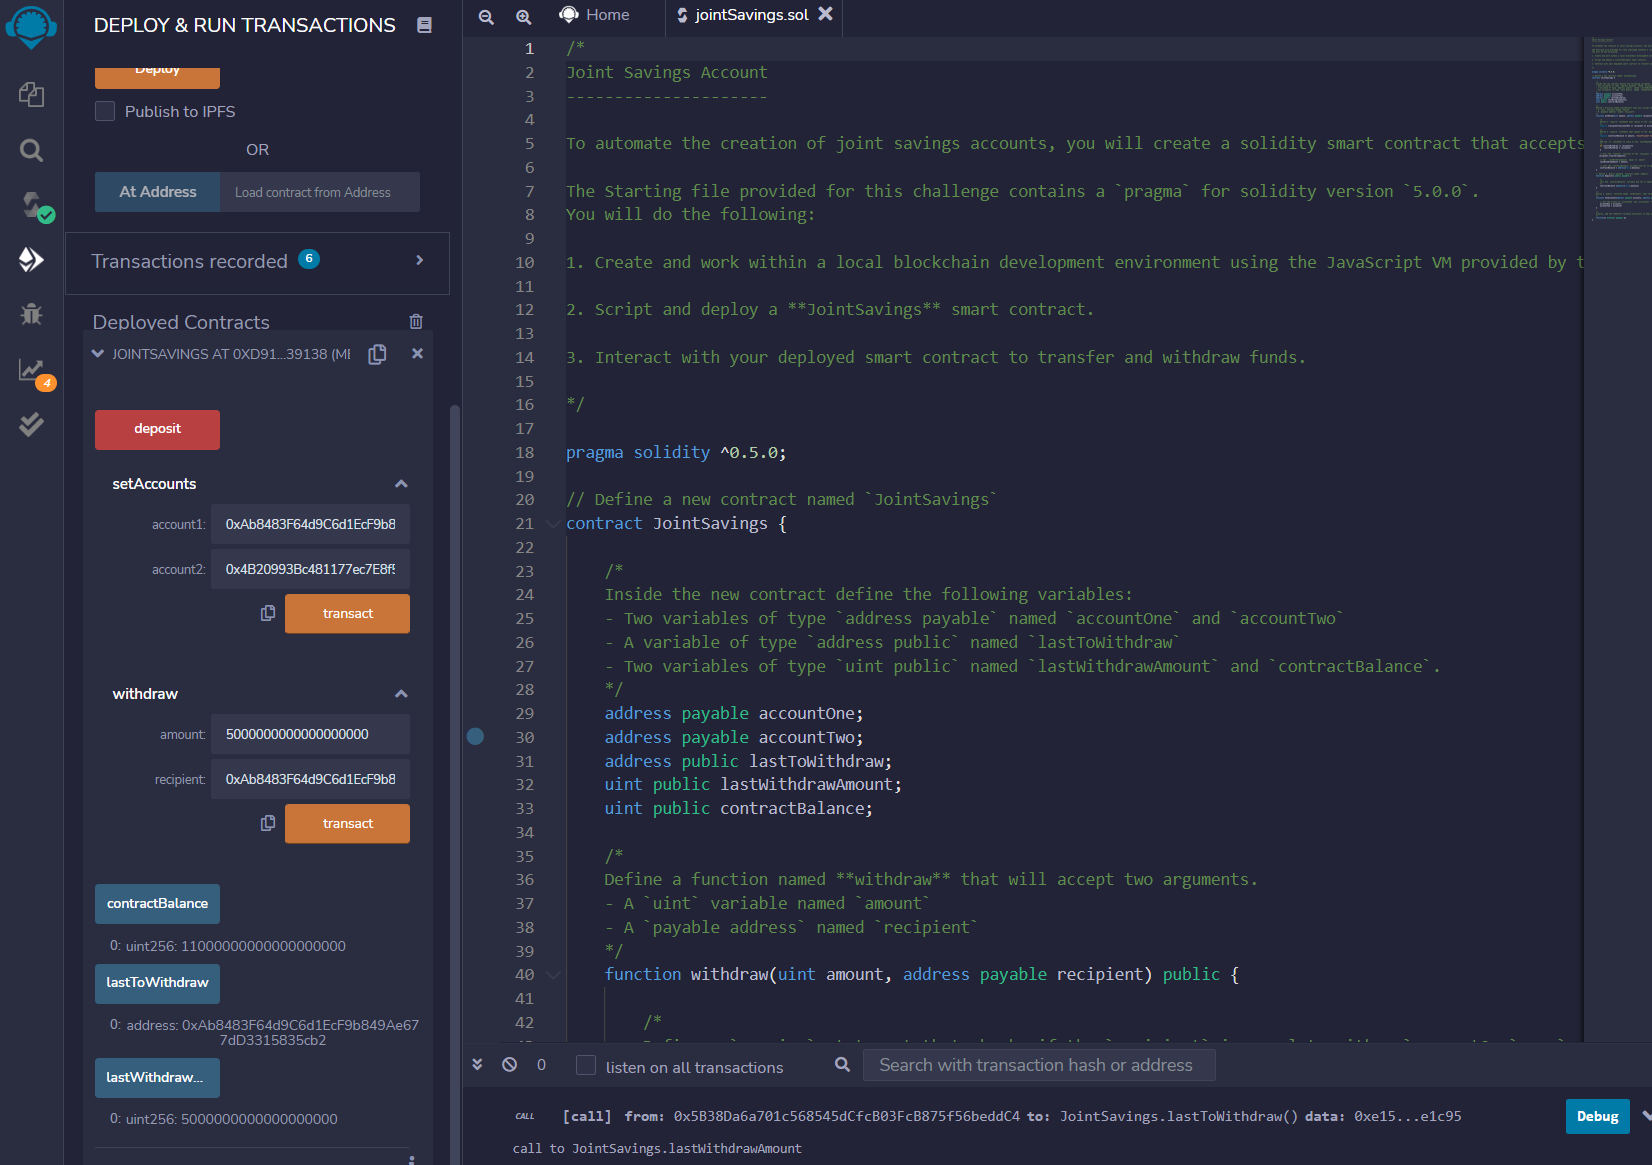 DEPLOY & RUN TRANSACTIONS
Deploy
Publish to IPFS
OR
At Address
Load contract from Address
Transactions recorded 6
Deployed Contracts
JOINTSAVINGS AT 0XD91...39138 (ME
deposit
setAccounts
account1: 0xAb8483F64d9C6d1EcF9b8
account2: 0x4B20993Bc481177ec7E8f5
transact
withdraw
amount: 5000000000000000000
recipient: 0xAb8483F64d9C6d1EcF9b8
transact
contractBalance
0: uint256: 11000000000000000000
lastToWithdraw
0: address: 0xAb8483F64d9C6d1EcF9b849Ae67
7dD3315835cb2
lastWithdraw...
0: uint256: 5000000000000000000
4
Home
jointSavings.sol
1 /*
2 Joint Savings Account
3 ---------------------
4
5 To automate the creation of joint savings accounts, you will create a solidity smart contract that accepts
6
7 The Starting file provided for this challenge contains a `pragma` for solidity version `5.0.0`.
8 You will do the following:
9
10 1. Create and work within a local blockchain development environment using the JavaScript VM provided by t
11
12 2. Script and deploy a **JointSavings** smart contract.
13
14 3. Interact with your deployed smart contract to transfer and withdraw funds.
15
16 */
17
18 pragma solidity ^0.5.0;
19
20 // Define a new contract named `JointSavings`
21 contract JointSavings {
22
23 /*
24 Inside the new contract define the following variables:
25 - Two variables of type `address payable` named `accountOne` and `accountTwo`
26 - A variable of type `address public` named `lastToWithdraw`
27 - Two variables of type `uint public` named `lastWithdrawAmount` and `contractBalance`.
28 */
29 address payable accountOne;
30 address payable accountTwo;
31 address public lastToWithdraw;
32 uint public lastWithdrawAmount;
33 uint public contractBalance;
34
35 /*
36 Define a function named **withdraw** that will accept two arguments.
37 - A `uint` variable named `amount`
38 - A `payable address` named `recipient`
39 */
40 function withdraw(uint amount, address payable recipient) public {
41
42 /*
0
listen on all transactions
Search with transaction hash or address
CALL [call] from: 0x5B38Da6a701c568545dCfcB03FcB875f56beddC4 to: JointSavings.lastToWithdraw() data: 0xe15...e1c95
Debug
call to JointSavings.lastWithdrawAmount